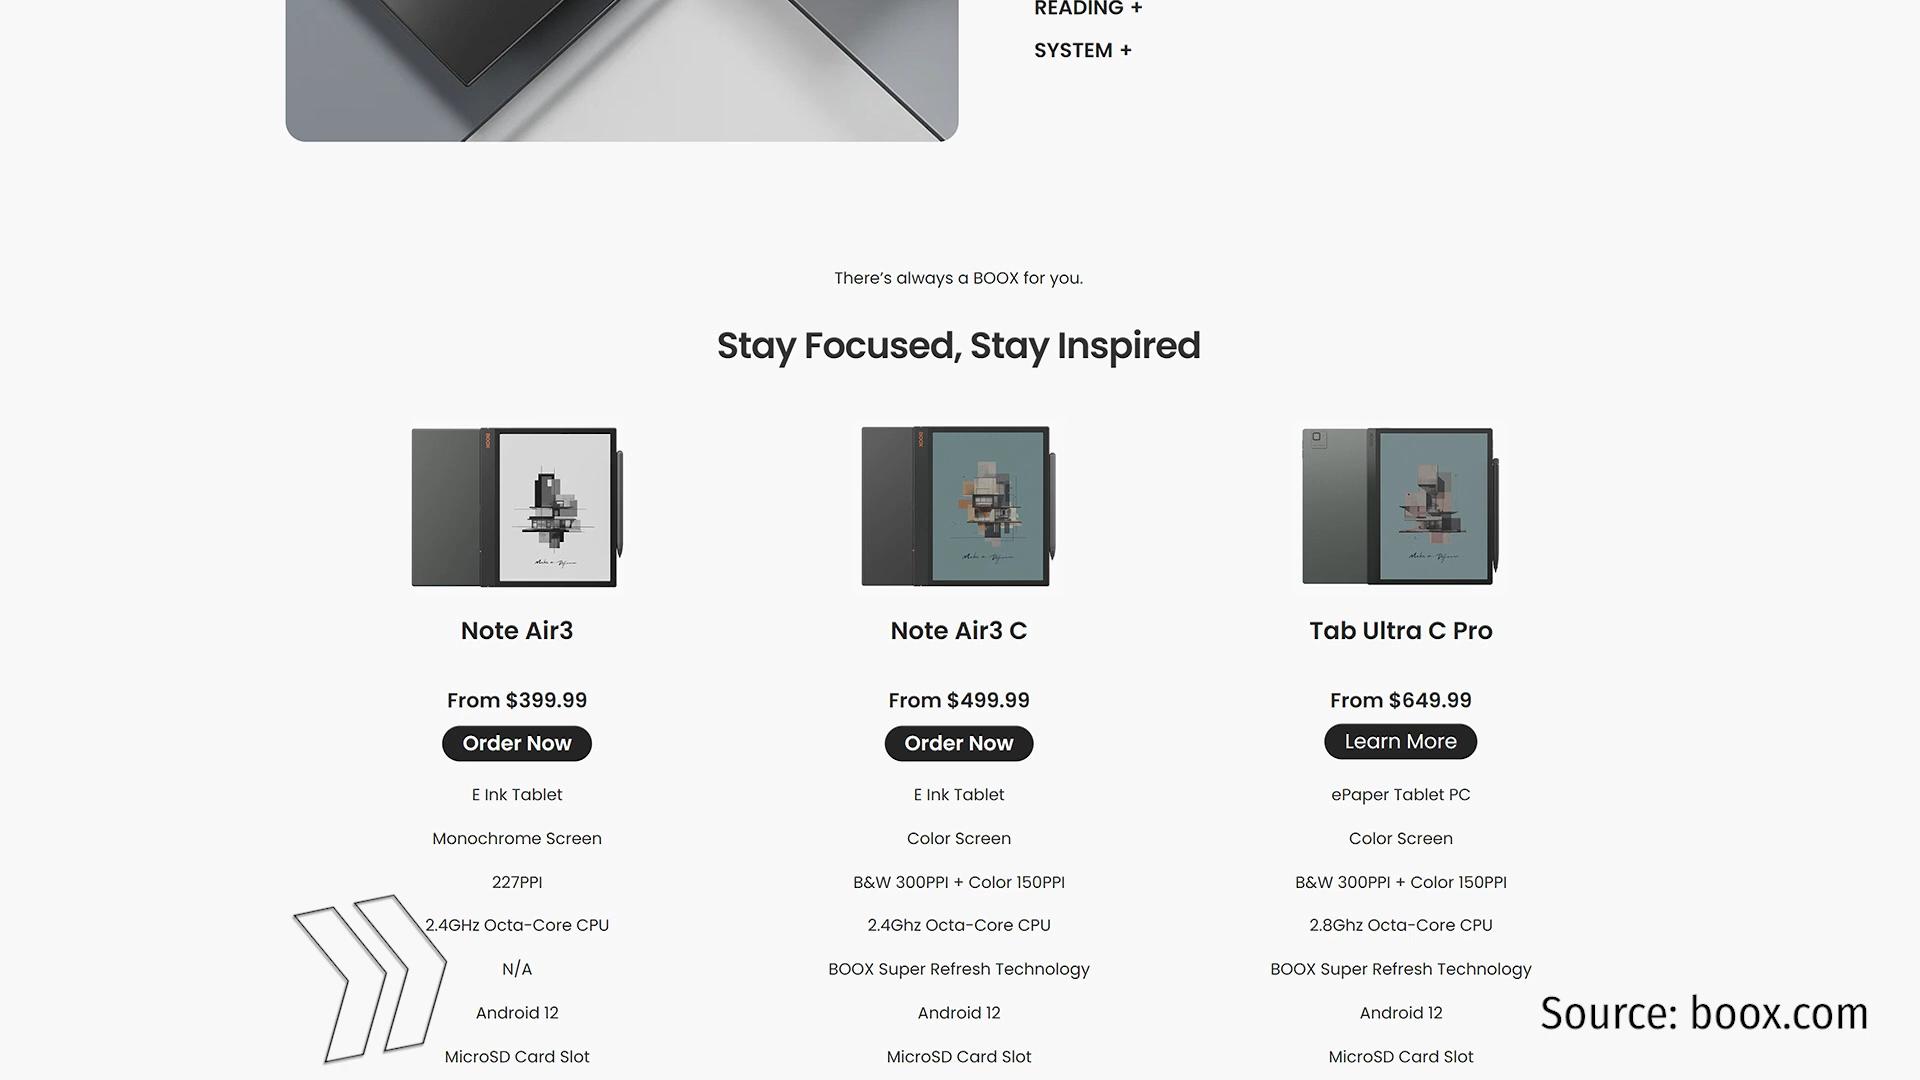 READING +
SYSTEM +
There's always a BOOX for you.
Stay Focused, Stay Inspired
Note Air3
Note Air3 C
Tab Ultra C Pro
From $399.99
From $499.99
From $649.99
Order Now
Order Now
Learn More
E Ink Tablet
E Ink Tablet
ePaper Tablet PC
Monochrome Screen
Color Screen
Color Screen
227PPI
B&W 300PPI + Color 150PPI
B&W 300PPI + Color 150PPI
2.4GHz Octa-Core CPU
2.4Ghz Octa-Core CPU
2.8Ghz Octa-Core CPU
N/A
BOOX Super Refresh Technology
BOOX Super Refresh Technology
Android 12
Android 12
Android 12
MicroSD Card Slot
MicroSD Card Slot
MicroSD Card Slot
Source: boox.com